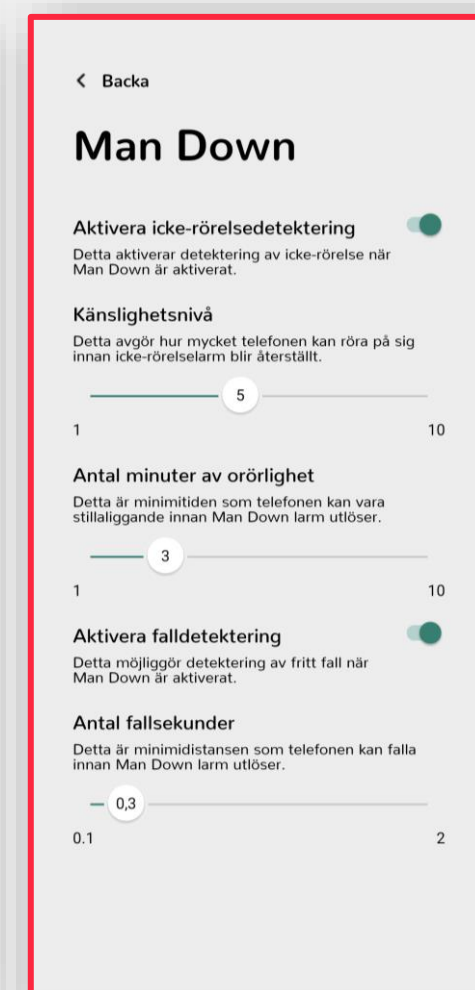 Backa
Man Down
Aktivera icke-rörelsedetektering
Detta aktiverar detektering av icke-rörelse när
Man Down är aktiverat.
Känslighetsnivå
Detta avgör hur mycket telefonen kan röra på sig
innan icke-rörelselarm blir återställt.
5
1 10
Antal minuter av orörlighet
Detta är minimitiden som telefonen kan vara
stillaliggande innan Man Down larm utlöser.
3
1 10
Aktivera falldetektering
Detta möjliggör detektering av fritt fall när
Man Down är aktiverat.
Antal fallsekunder
Detta är minimidistansen som telefonen kan falla
innan Man Down larm utlöser.
0,3
0.1 2